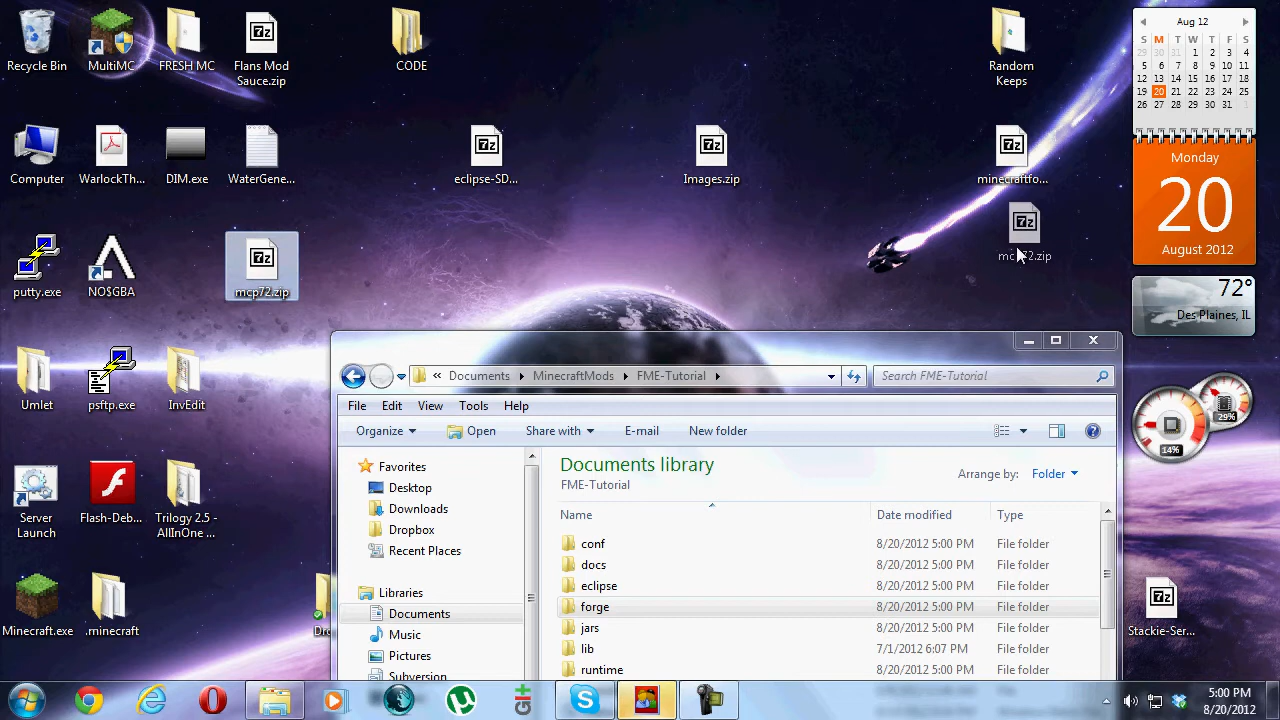 Recycle Bin
MultiMC
FRESH MC
Flans Mod
Sauce.zip
CODE
Random
Keeps
Computer
WarlockTh...
DIM.exe
WaterGene...
eclipse-SD...
Images.zip
minecraftfo...
putty.exe
NO$GBA
mcp72.zip
Umlet
psftp.exe
InvEdit
Server
Launch
Flash-Deb...
Trilogy 2.5 -
AllInOne ...
Minecraft.exe
.minecraft
Stackie-Ser...
Aug 12
S M T W T F S
29 30 31 1 2 3 4
5 6 7 8 9 10 11
12 13 14 15 16 17 18
19 20 21 22 23 24 25
26 27 28 29 30 31 1
Monday
20
August 2012
72°
Des Plaines, IL
29%
14%
« Documents MinecraftMods FME-Tutorial
Search FME-Tutorial
File Edit View Tools Help
Organize Open Share with E-mail New folder
Favorites
Desktop
Downloads
Dropbox
Recent Places
Libraries
Documents
Music
Documents library
FME-Tutorial
Arrange by: Folder
Name Date modified Type
conf 8/20/2012 5:00 PM File folder
docs 8/20/2012 5:00 PM File folder
eclipse 8/20/2012 5:00 PM File folder
forge 8/20/2012 5:00 PM File folder
jars 8/20/2012 5:00 PM File folder
lib 7/1/2012 6:07 PM File folder
runtime 8/20/2012 5:00 PM File folder
5:00 PM
8/20/2012